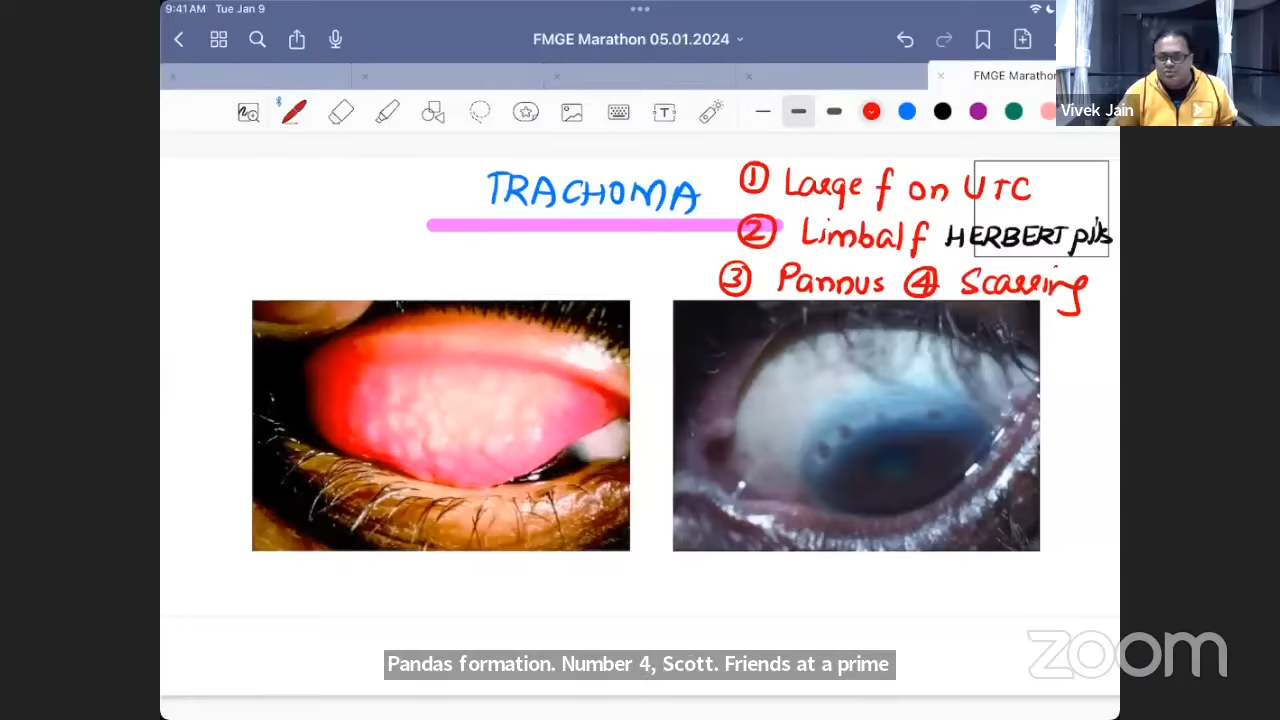 9:41 AM Tue Jan 9
FMGE Marathon 05.01.2024
FMGE Marathon
T
Vivek Jain
TRACHOMA
① Large f on UTC
② Limbal f HERBERT pits
③ Pannus ④ Scarring
Pandas formation. Number 4, Scott. Friends at a prime
zoom